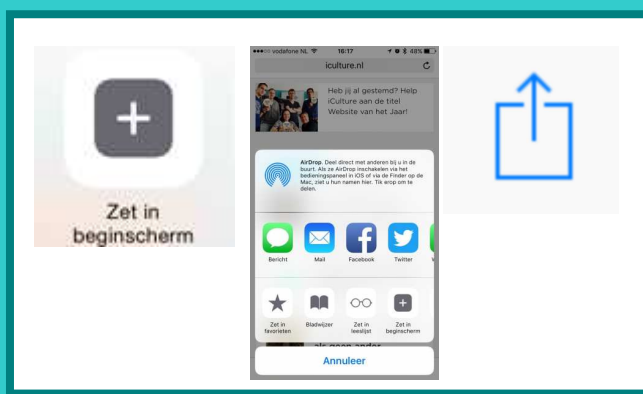 Zet in
beginscherm
vodafone NL
16:17
48%
iculture.nl
Heb jij al gestemd? Help
iCulture aan de titel
Website van het Jaar!
AirDrop. Deel direct met anderen bij u in de
buurt. Als ze AirDrop inschakelen via het
bedieningspaneel in iOS of via de Finder op de
Mac, ziet u hun namen hier. Tik erop om te
delen.
Bericht
Mail
Facebook
Twitter
Zet in
favorieten
Bladwijzer
Zet in
leeslijst
Zet in
beginscherm
als geen ander
Annuleer